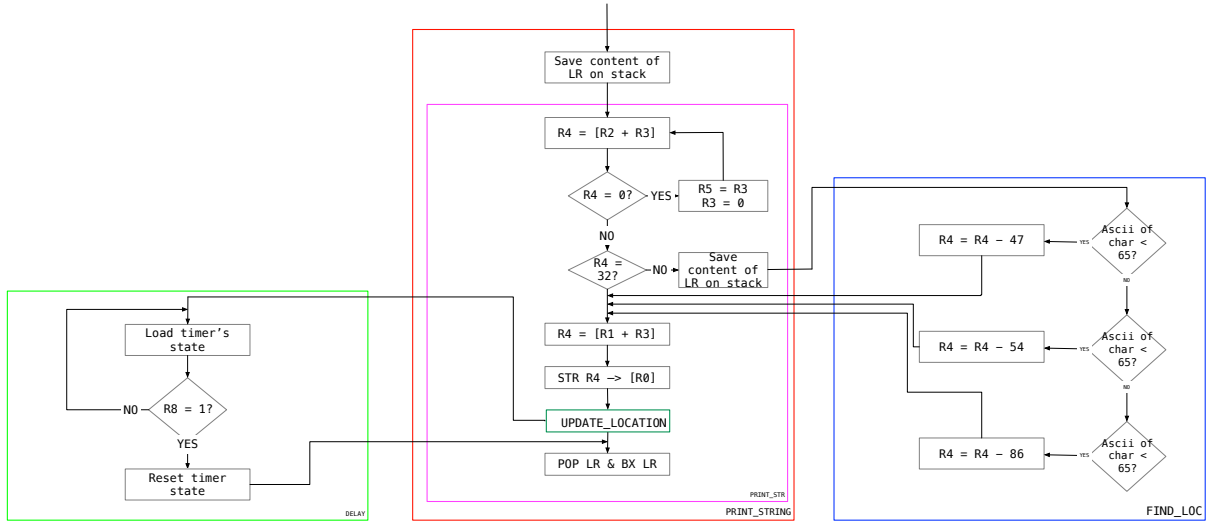 Save content of
LR on stack
R4 = [R2 + R3]
R4 = 0?
YES
R5 = R3
R3 = 0
NO
R4 =
32?
NO
Save
content of
LR on stack
R4 = [R1 + R3]
STR R4 —> [R0]
UPDATE_LOCATION
POP LR & BX LR
PRINT_STR
PRINT_STRING
Load timer’s
state
R8 = 1?
NO
YES
Reset timer
state
DELAY
Ascii of
char <
65?
YES
R4 = R4 – 47
NO
Ascii of
char <
65?
YES
R4 = R4 – 54
NO
Ascii of
char <
65?
YES
R4 = R4 – 86
FIND_LOC